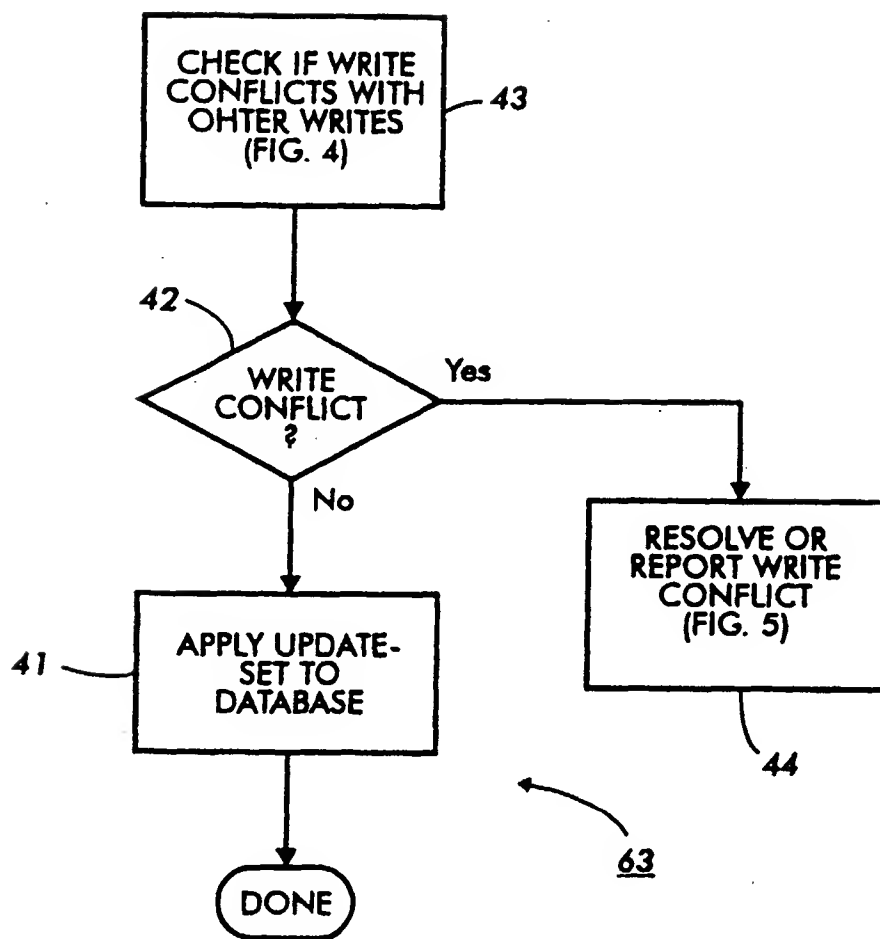 CHECK IF WRITE
CONFLICTS WITH
OHTER WRITES
(FIG. 4)
43
42
WRITE
CONFLICT
?
Yes
No
RESOLVE OR
REPORT WRITE
CONFLICT
(FIG. 5)
44
APPLY UPDATE-
SET TO
DATABASE
41
63
DONE